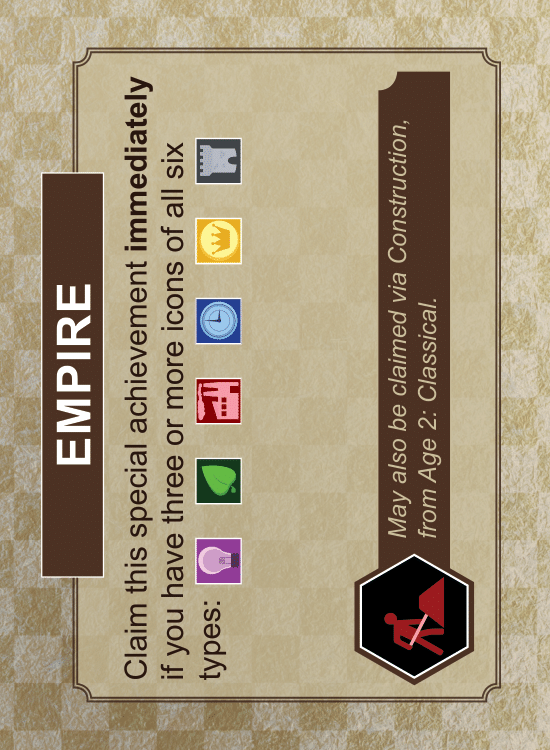 EMPIRE
Claim this special achievement immediately
if you have three or more icons of all six
types:
May also be claimed via Construction,
from Age 2: Classical.